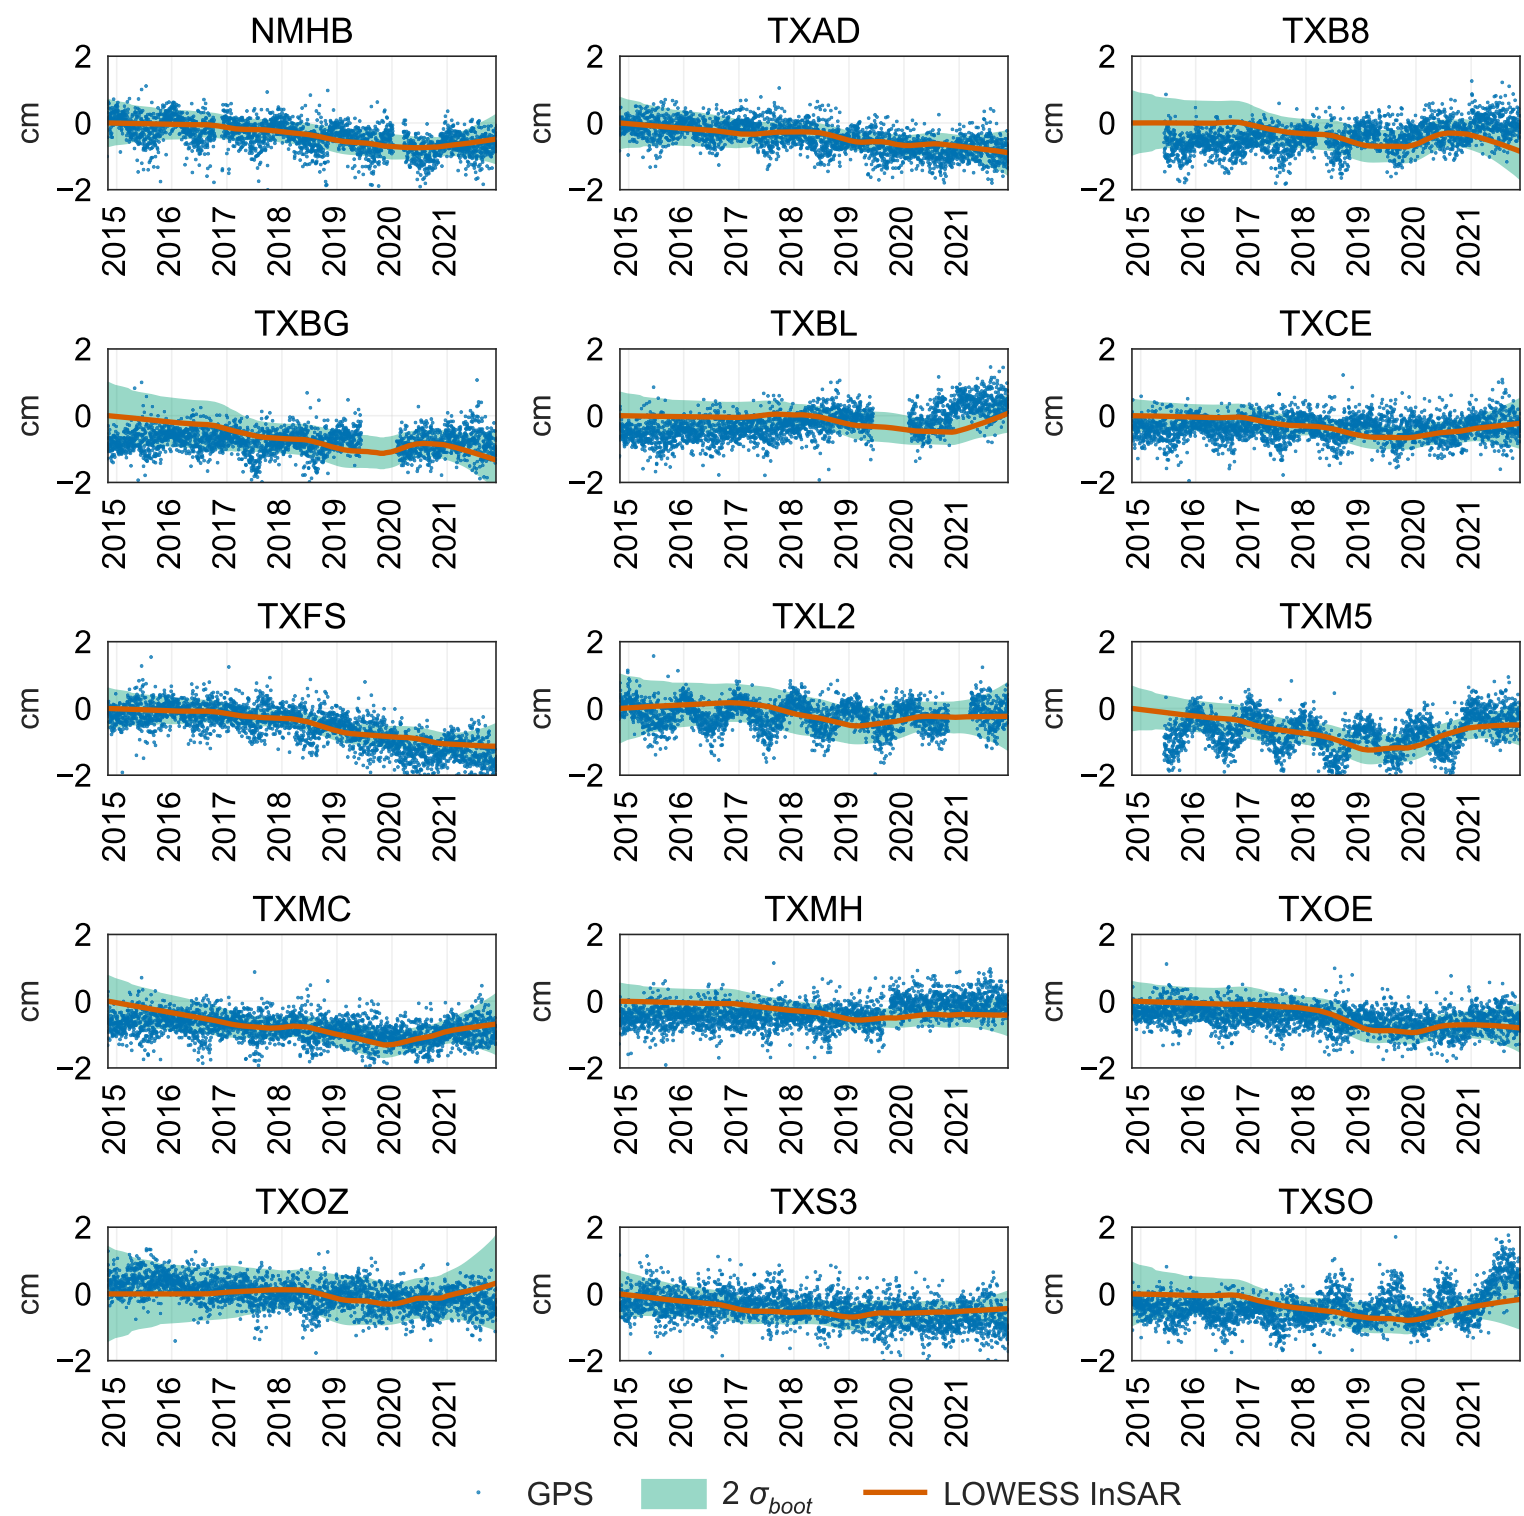 NMHB TXAD TXB8
2 2 2
cm 0 cm 0 cm 0
−2 −2 −2
2015 2016 2017 2018 2019 2020 2021 2015 2016 2017 2018 2019 2020 2021 2015 2016 2017 2018 2019 2020 2021
TXBG TXBL TXCE
2 2 2
cm 0 cm 0 cm 0
−2 −2 −2
2015 2016 2017 2018 2019 2020 2021 2015 2016 2017 2018 2019 2020 2021 2015 2016 2017 2018 2019 2020 2021
TXFS TXL2 TXM5
2 2 2
cm 0 cm 0 cm 0
−2 −2 −2
2015 2016 2017 2018 2019 2020 2021 2015 2016 2017 2018 2019 2020 2021 2015 2016 2017 2018 2019 2020 2021
TXMC TXMH TXOE
2 2 2
cm 0 cm 0 cm 0
−2 −2 −2
2015 2016 2017 2018 2019 2020 2021 2015 2016 2017 2018 2019 2020 2021 2015 2016 2017 2018 2019 2020 2021
TXOZ TXS3 TXSO
2 2 2
cm 0 cm 0 cm 0
−2 −2 −2
2015 2016 2017 2018 2019 2020 2021 2015 2016 2017 2018 2019 2020 2021 2015 2016 2017 2018 2019 2020 2021
GPS 2 σboot LOWESS InSAR